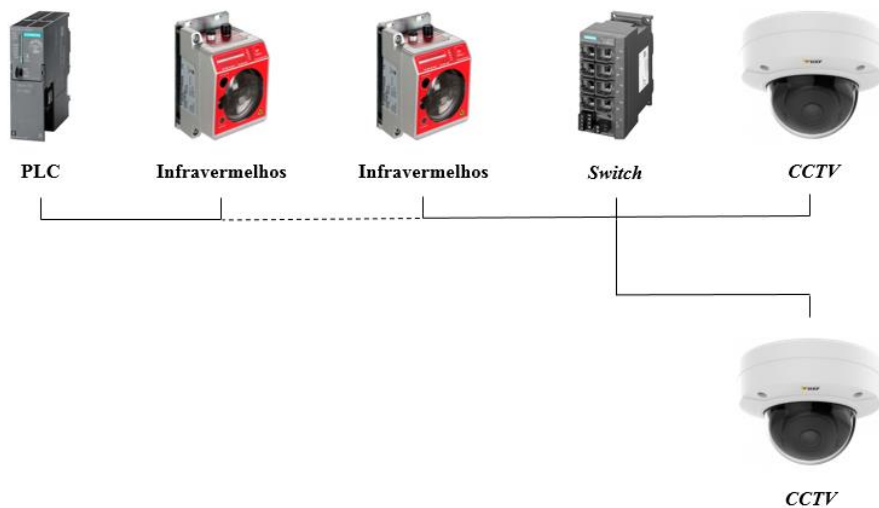 PLC
Infravermelhos
Infravermelhos
Switch
CCTV
CCTV